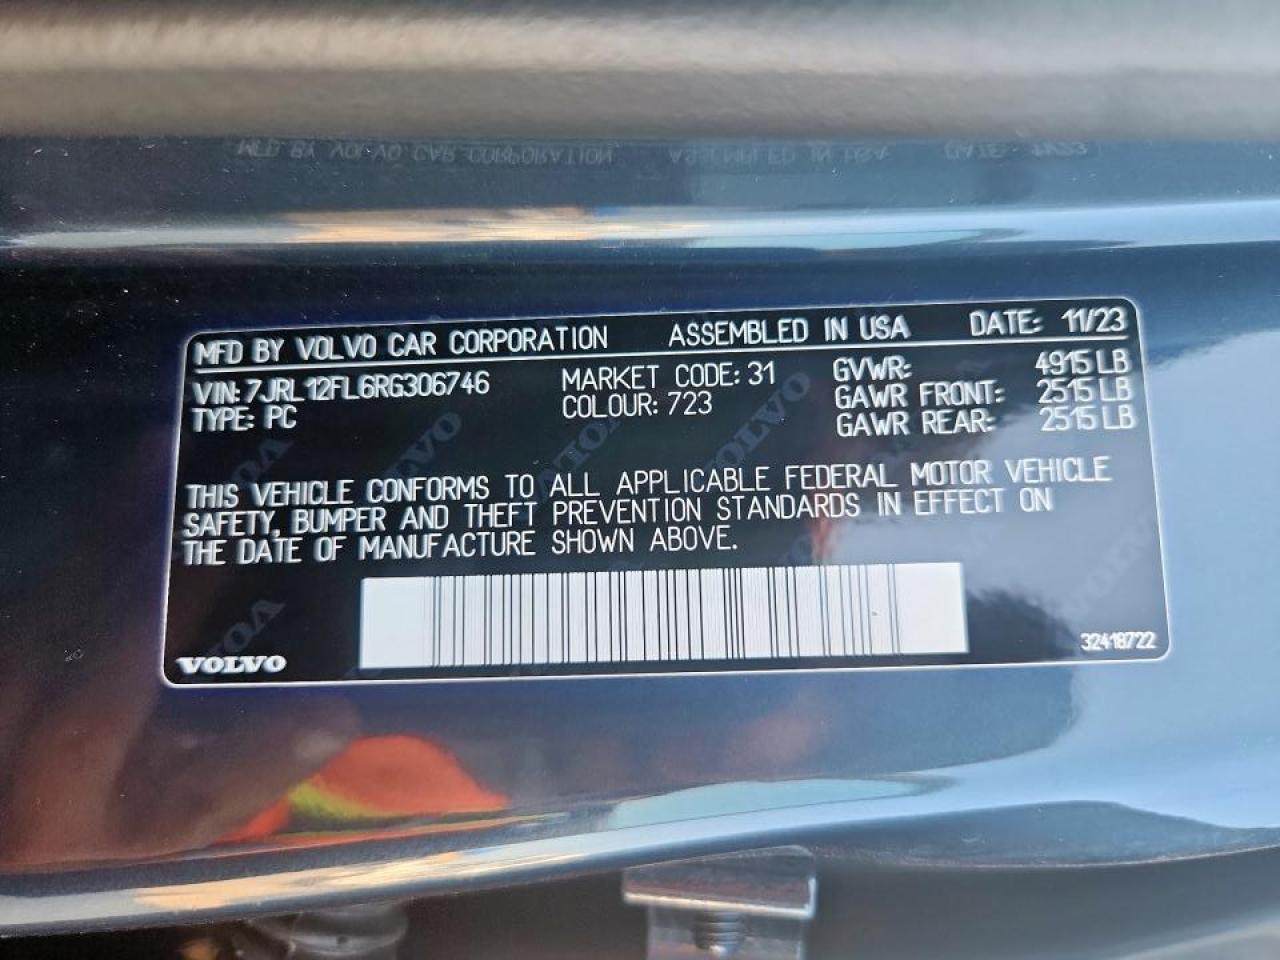 MFD BY VOLVO CAR CORPORATION ASSEMBLED IN USA DATE: 11/23
VIN: 7JRL12FL6RG306746 MARKET CODE: 31 GVWR: 4915 LB
TYPE: PC COLOUR: 723 GAWR FRONT: 2515 LB
GAWR REAR: 2515 LB
THIS VEHICLE CONFORMS TO ALL APPLICABLE FEDERAL MOTOR VEHICLE
SAFETY, BUMPER AND THEFT PREVENTION STANDARDS IN EFFECT ON
THE DATE OF MANUFACTURE SHOWN ABOVE.
VOLVO 32418722